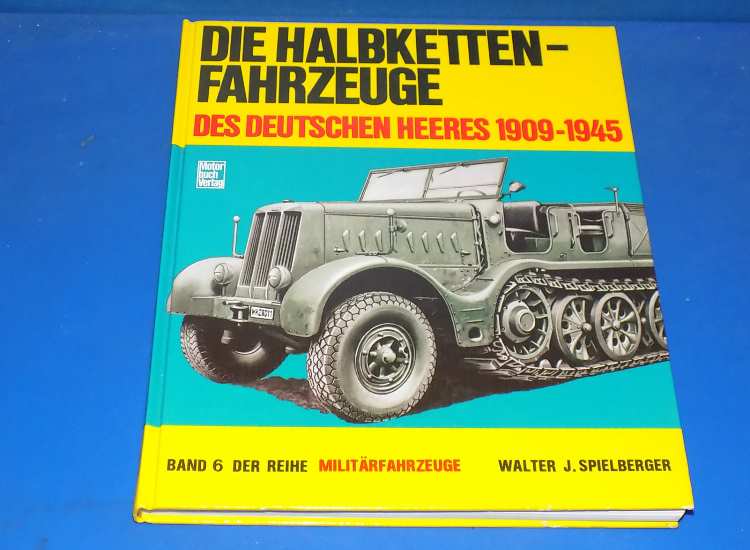 DIE HALBKETTEN-
FAHRZEUGE
DES DEUTSCHEN HEERES 1909-1945
Motor
buch
Verlag
BAND 6 DER REIHE MILITÄRFAHRZEUGE WALTER J. SPIELBERGER